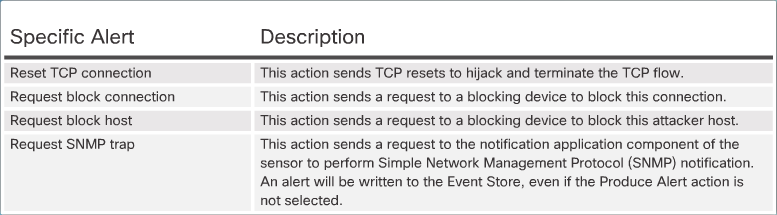 Specific Alert Description
Reset TCP connection This action sends TCP resets to hijack and terminate the TCP flow.
Request block connection This action sends a request to a blocking device to block this connection.
Request block host This action sends a request to a blocking device to block this attacker host.
Request SNMP trap This action sends a request to the notification application component of the
sensor to perform Simple Network Management Protocol (SNMP) notification.
An alert will be written to the Event Store, even if the Produce Alert action is
not selected.